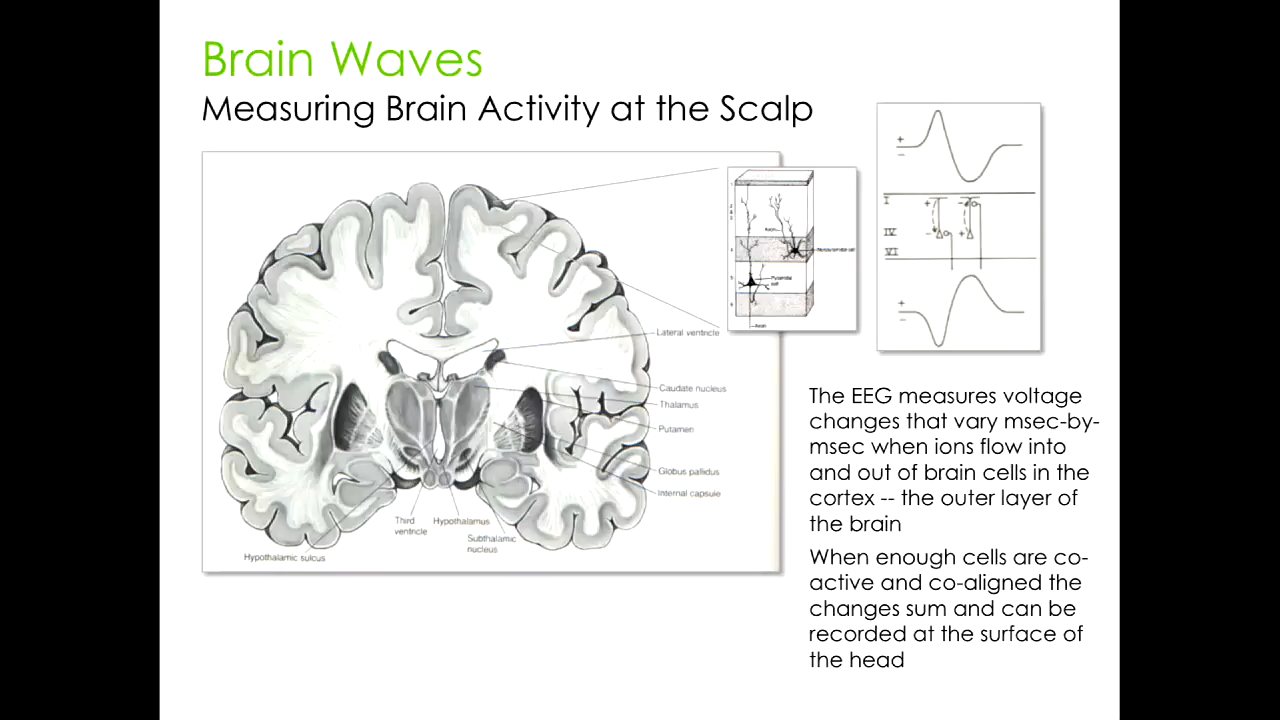 Brain Waves
Measuring Brain Activity at the Scalp
Lateral ventricle
Caudate nucleus
Thalamus
Putamen
Globus pallidus
Internal capsule
Third
ventricle
Hypothalamus
Subthalamic
nucleus
Hypothalamic sulcus
Axon
Pyramidal
cell
Axon
+
–
I
IV
VI
+ –
– +
+
–
The EEG measures voltage
changes that vary msec-by-
msec when ions flow into
and out of brain cells in the
cortex -- the outer layer of
the brain
When enough cells are co-
active and co-aligned the
changes sum and can be
recorded at the surface of
the head